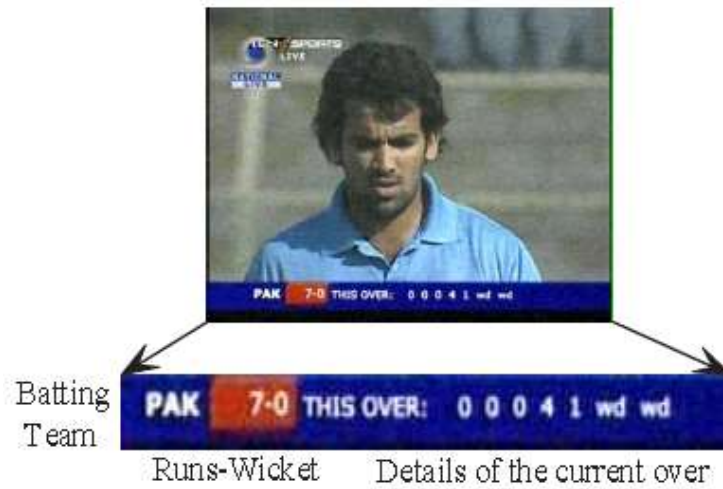 TEN SPORTS
LIVE
NATIONAL
PAK 7-0 THIS OVER: 0 0 0 4 1 wd wd
Batting
Team
PAK 7-0 THIS OVER: 0 0 0 4 1 wd wd
Runs-Wicket Details of the current over